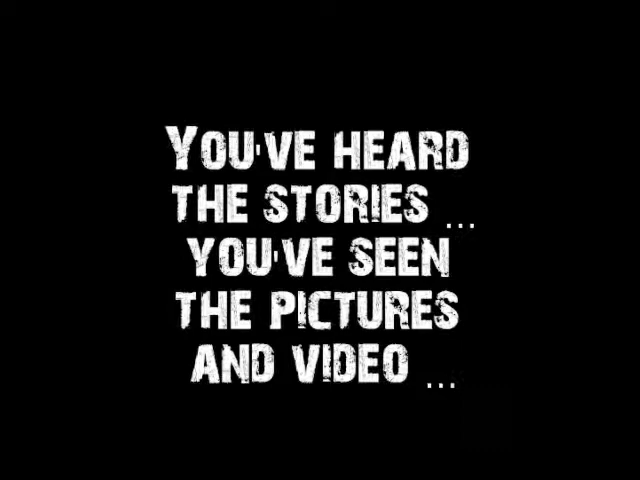 You've heard
the stories ...
you've seen
the pictures
and video ...